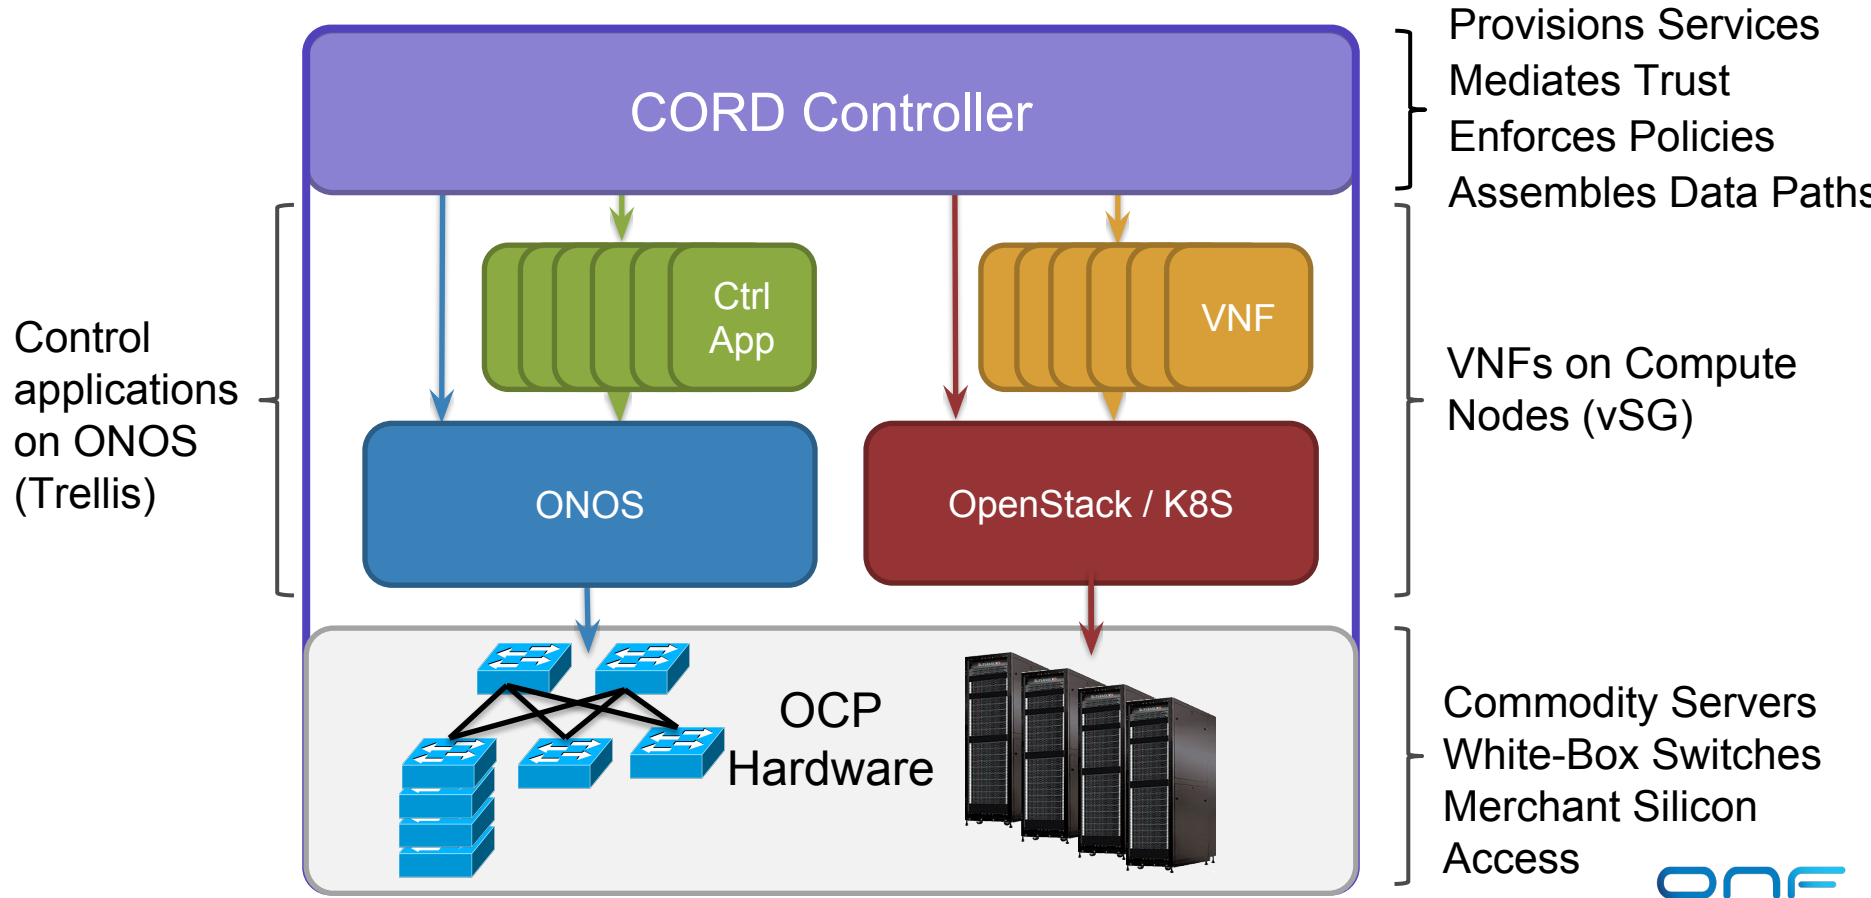 Provisions Services
Mediates Trust
Enforces Policies
Assembles Data Paths
CORD Controller
Ctrl
App
VNF
Control
applications
on ONOS
(Trellis)
VNFs on Compute
Nodes (vSG)
ONOS
OpenStack / K8S
OCP
Hardware
Commodity Servers
White-Box Switches
Merchant Silicon
Access
ONF